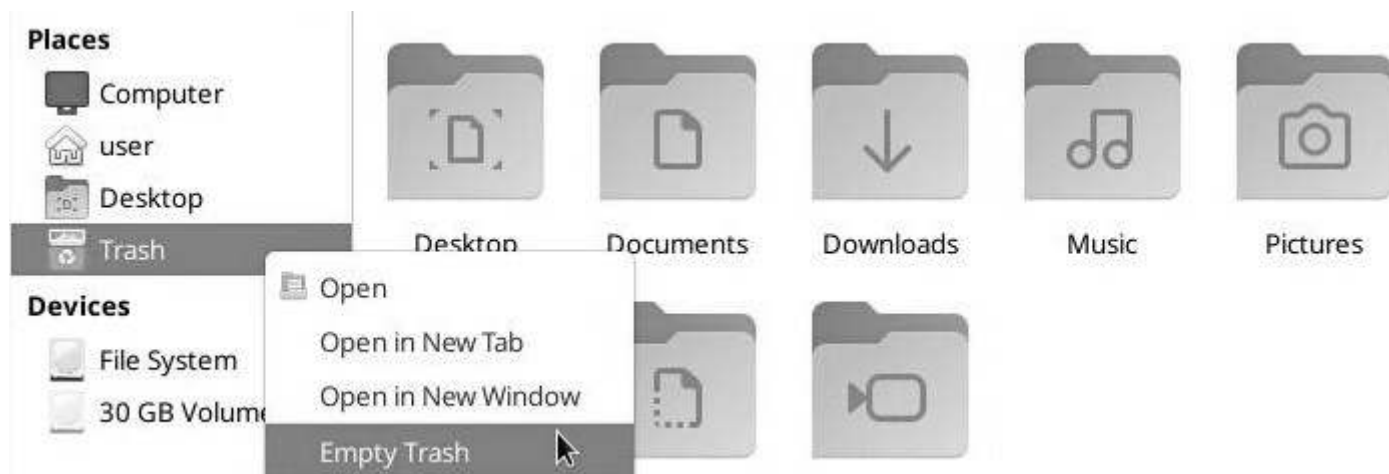 Places
Computer
user
Desktop
Trash
Devices
File System
30 GB Volume
Desktop
Documents
Downloads
Music
Pictures
Open
Open in New Tab
Open in New Window
Empty Trash